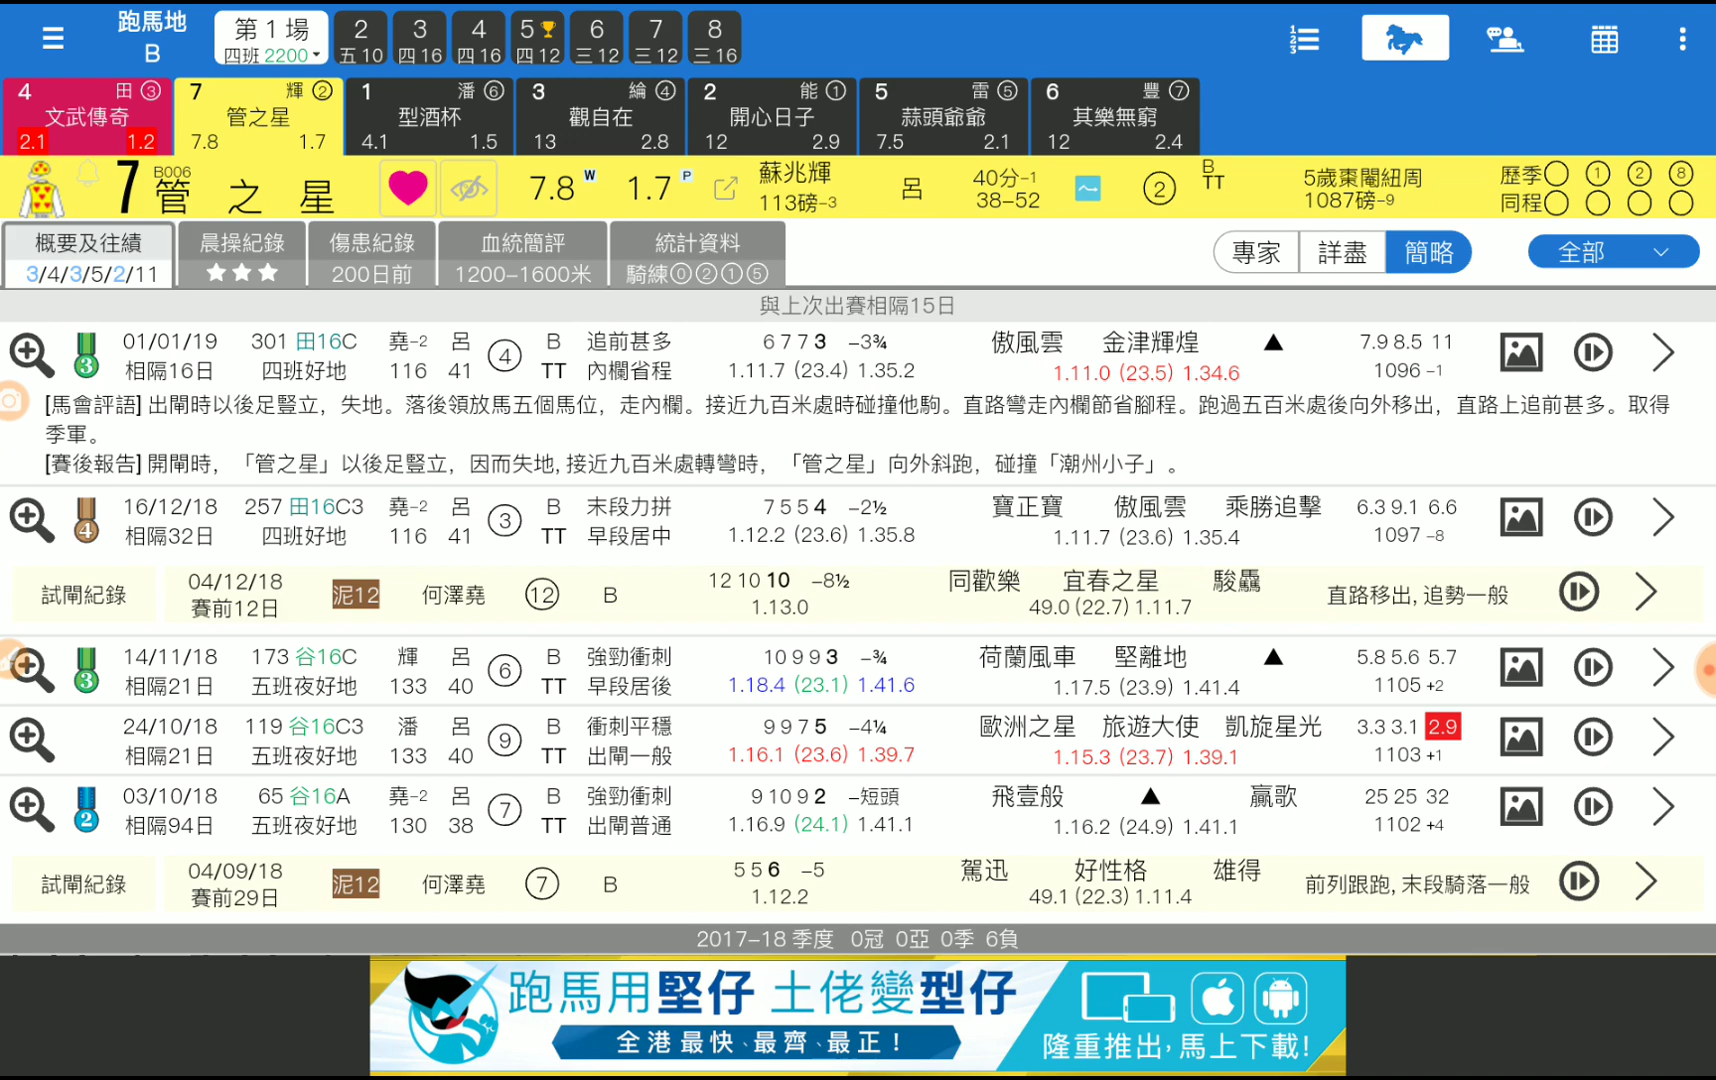 跑馬地
B
第 1 場
四班 2200
2
五 10
3
四 16
4
四 16
5
四 12
6
三 12
7
三 12
8
三 16
4 田 ③
文武傳奇
2.1 1.2
7 輝 ②
管之星
7.8 1.7
1 潘 ⑥
型酒杯
4.1 1.5
3 綸 ④
觀自在
13 2.8
2 能 ①
開心日子
12 2.9
5 雷 ⑤
蒜頭爺爺
7.5 2.1
6 豐 ⑦
其樂無窮
12 2.4
7 B006
管 之 星
7.8 W 1.7 P
蘇兆輝
113磅-3
呂
40分-1
38-52
②
B
TT
5歲棗閹紐周
1087磅-9
歷季 ① ② ⑧
同程
概要及往績
3/4/3/5/2/11
晨操紀錄
★★★
傷患紀錄
200日前
血統簡評
1200-1600米
統計資料
騎練⓪②①⑤
專家 詳盡 簡略
全部
與上次出賽相隔15日
3 01/01/19 301 田16C 堯-2 呂 ④ B 追前甚多 6 7 7 3 -3¾ 傲風雲 金津輝煌 ▲ 7.9 8.5 11
相隔16日 四班好地 116 41 TT 內欄省程 1.11.7 (23.4) 1.35.2 1.11.0 (23.5) 1.34.6 1096 -1
[馬會評語] 出閘時以後足豎立，失地。落後領放馬五個馬位，走內欄。接近九百米處時碰撞他駒。直路彎走內欄節省腳程。跑過五百米處後向外移出，直路上追前甚多。取得
季軍。
[賽後報告] 開閘時，「管之星」以後足豎立，因而失地,接近九百米處轉彎時，「管之星」向外斜跑，碰撞「潮州小子」。
4 16/12/18 257 田16C3 堯-2 呂 ③ B 末段力拼 7 5 5 4 -2½ 寶正寶 傲風雲 乘勝追擊 6.3 9.1 6.6
相隔32日 四班好地 116 41 TT 早段居中 1.12.2 (23.6) 1.35.8 1.11.7 (23.6) 1.35.4 1097 -8
試閘紀錄 04/12/18 泥12 何澤堯 ⑫ B 12 10 10 -8½ 同歡樂 宜春之星 駿驫 直路移出, 追勢一般
賽前12日 1.13.0 49.0 (22.7) 1.11.7
3 14/11/18 173 谷16C 輝 呂 ⑥ B 強勁衝刺 10 9 9 3 -¾ 荷蘭風車 堅離地 ▲ 5.8 5.6 5.7
相隔21日 五班夜好地 133 40 TT 早段居後 1.18.4 (23.1) 1.41.6 1.17.5 (23.9) 1.41.4 1105 +2
24/10/18 119 谷16C3 潘 呂 ⑨ B 衝刺平穩 9 9 7 5 -4¼ 歐洲之星 旅遊大使 凱旋星光 3.3 3.1 2.9
相隔21日 五班夜好地 133 40 TT 出閘一般 1.16.1 (23.6) 1.39.7 1.15.3 (23.7) 1.39.1 1103 +1
2 03/10/18 65 谷16A 堯-2 呂 ⑦ B 強勁衝刺 9 10 9 2 -短頭 飛壹般 ▲ 贏歌 25 25 32
相隔94日 五班夜好地 130 38 TT 出閘普通 1.16.9 (24.1) 1.41.1 1.16.2 (24.9) 1.41.1 1102 +4
試閘紀錄 04/09/18 泥12 何澤堯 ⑦ B 5 5 6 -5 駕迅 好性格 雄得 前列跟跑, 末段騎落一般
賽前29日 1.12.2 49.1 (22.3) 1.11.4
2017-18 季度 0冠 0亞 0季 6負
跑馬用堅仔 土佬變型仔
全港最快、最齊、最正！
隆重推出，馬上下載!